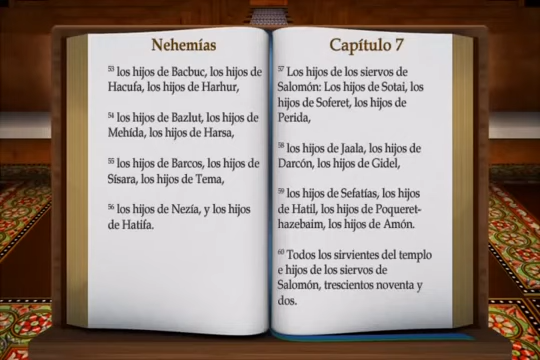 Nehemías
⁵³ los hijos de Bacbuc, los hijos de
Hacufa, los hijos de Harhur,
⁵⁴ los hijos de Bazlut, los hijos de
Mehída, los hijos de Harsa,
⁵⁵ los hijos de Barcos, los hijos de
Sísara, los hijos de Tema,
⁵⁶ los hijos de Nezía, y los hijos
de Hatifa.
Capítulo 7
⁵⁷ Los hijos de los siervos de
Salomón: Los hijos de Sotai, los
hijos de Soferet, los hijos de
Perida,
⁵⁸ los hijos de Jaala, los hijos de
Darcón, los hijos de Gidel,
⁵⁹ los hijos de Sefatías, los hijos
de Hatil, los hijos de Poqueret-
hazebaim, los hijos de Amón.
⁶⁰ Todos los sirvientes del templo
e hijos de los siervos de
Salomón, trescientos noventa y
dos.